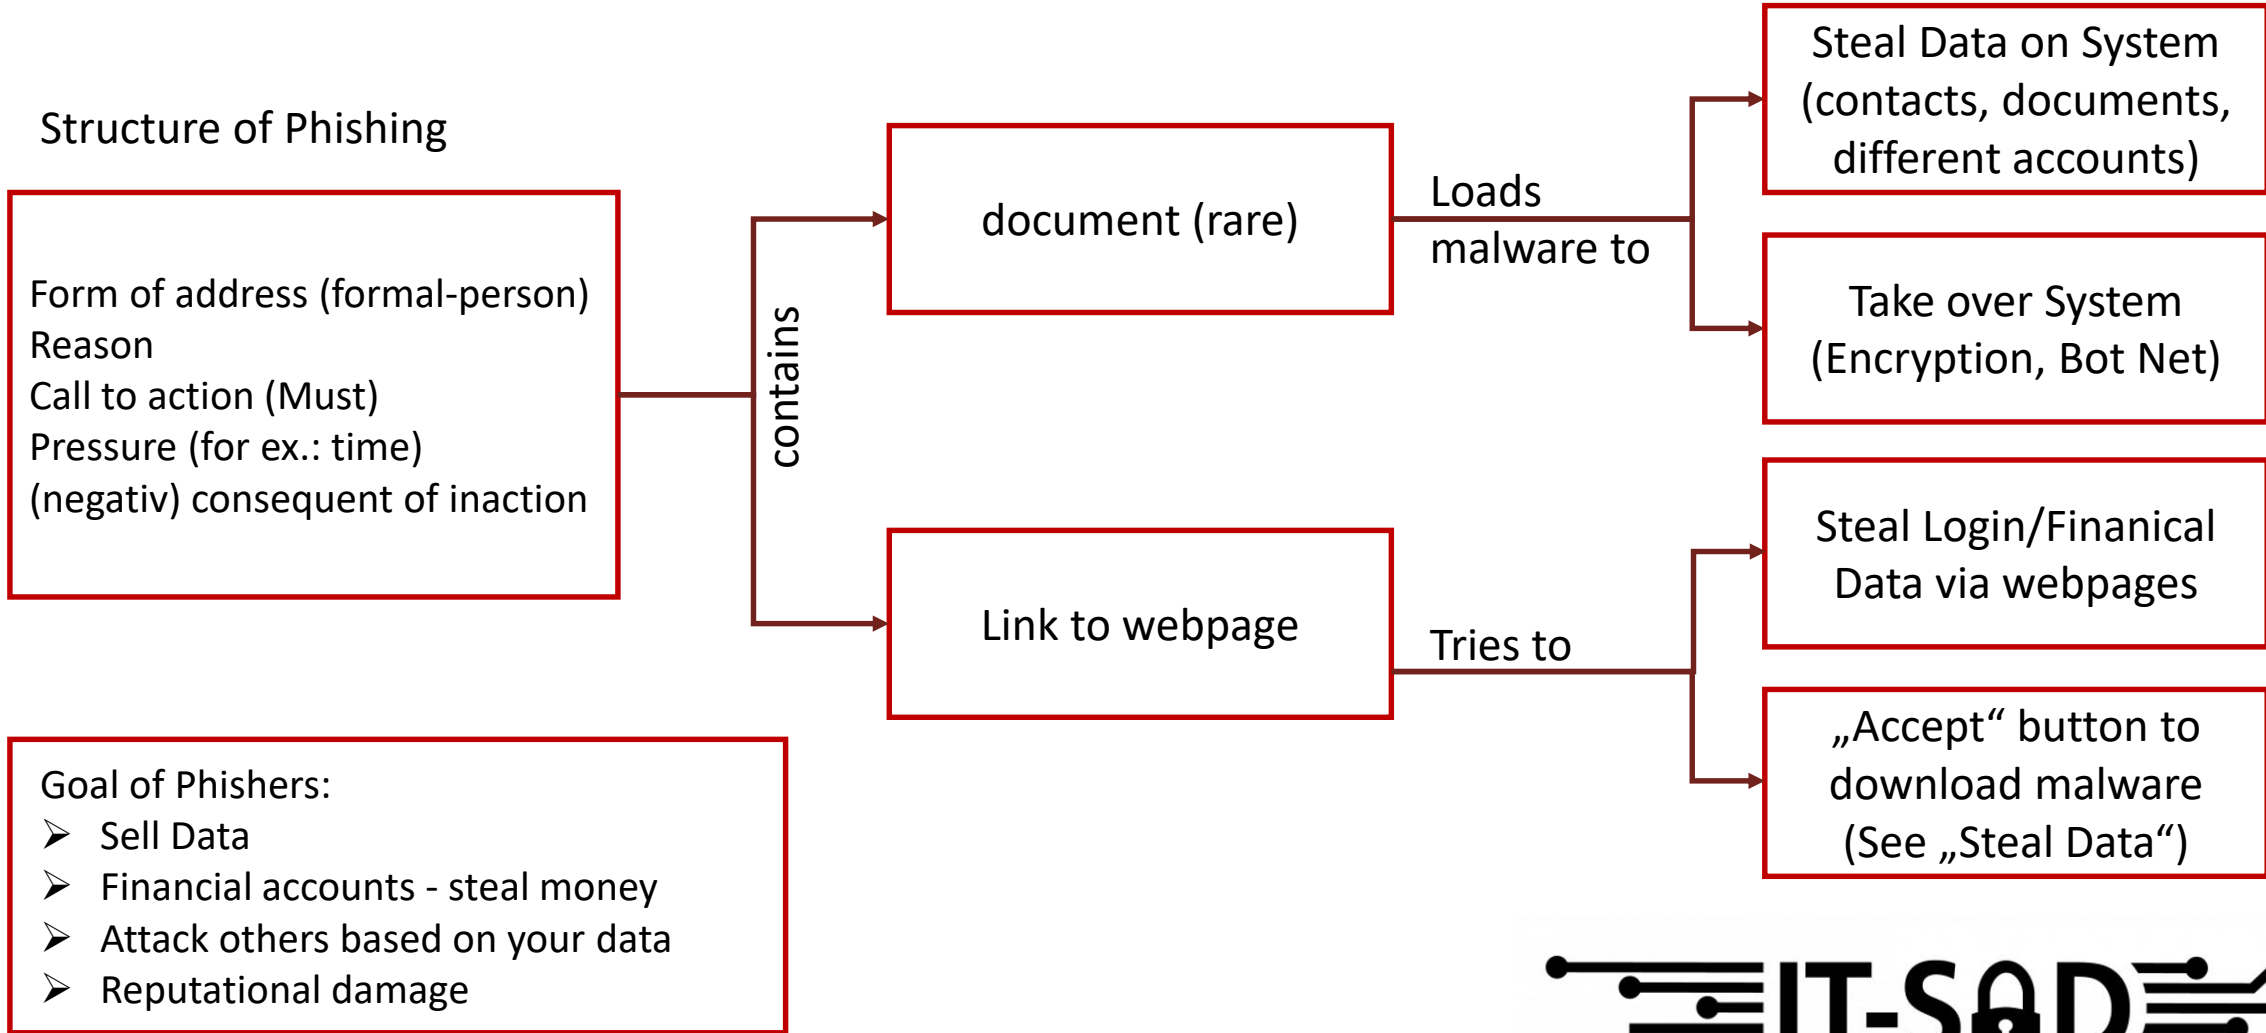 Structure of Phishing
Form of address (formal-person)
Reason
Call to action (Must)
Pressure (for ex.: time)
(negativ) consequent of inaction
contains
document (rare)
Link to webpage
Loads
malware to
Tries to
Steal Data on System
(contacts, documents,
different accounts)
Take over System
(Encryption, Bot Net)
Steal Login/Finanical
Data via webpages
„Accept“ button to
download malware
(See „Steal Data“)
Goal of Phishers:
➢ Sell Data
➢ Financial accounts - steal money
➢ Attack others based on your data
➢ Reputational damage
IT-SAD